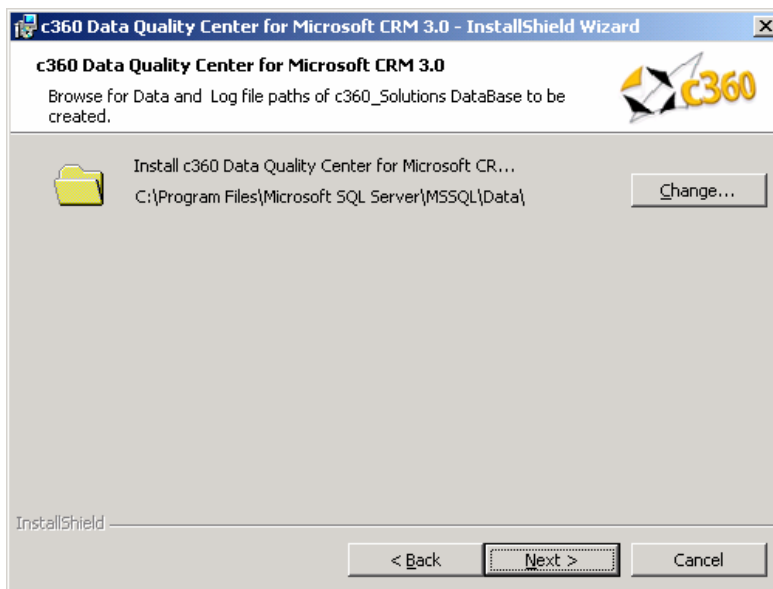 c360 Data Quality Center for Microsoft CRM 3.0 - InstallShield Wizard
c360 Data Quality Center for Microsoft CRM 3.0
Browse for Data and Log file paths of c360_Solutions DataBase to be
created.
c360
Install c360 Data Quality Center for Microsoft CR...
C:\Program Files\Microsoft SQL Server\MSSQL\Data\
Change...
InstallShield
< Back
Next >
Cancel